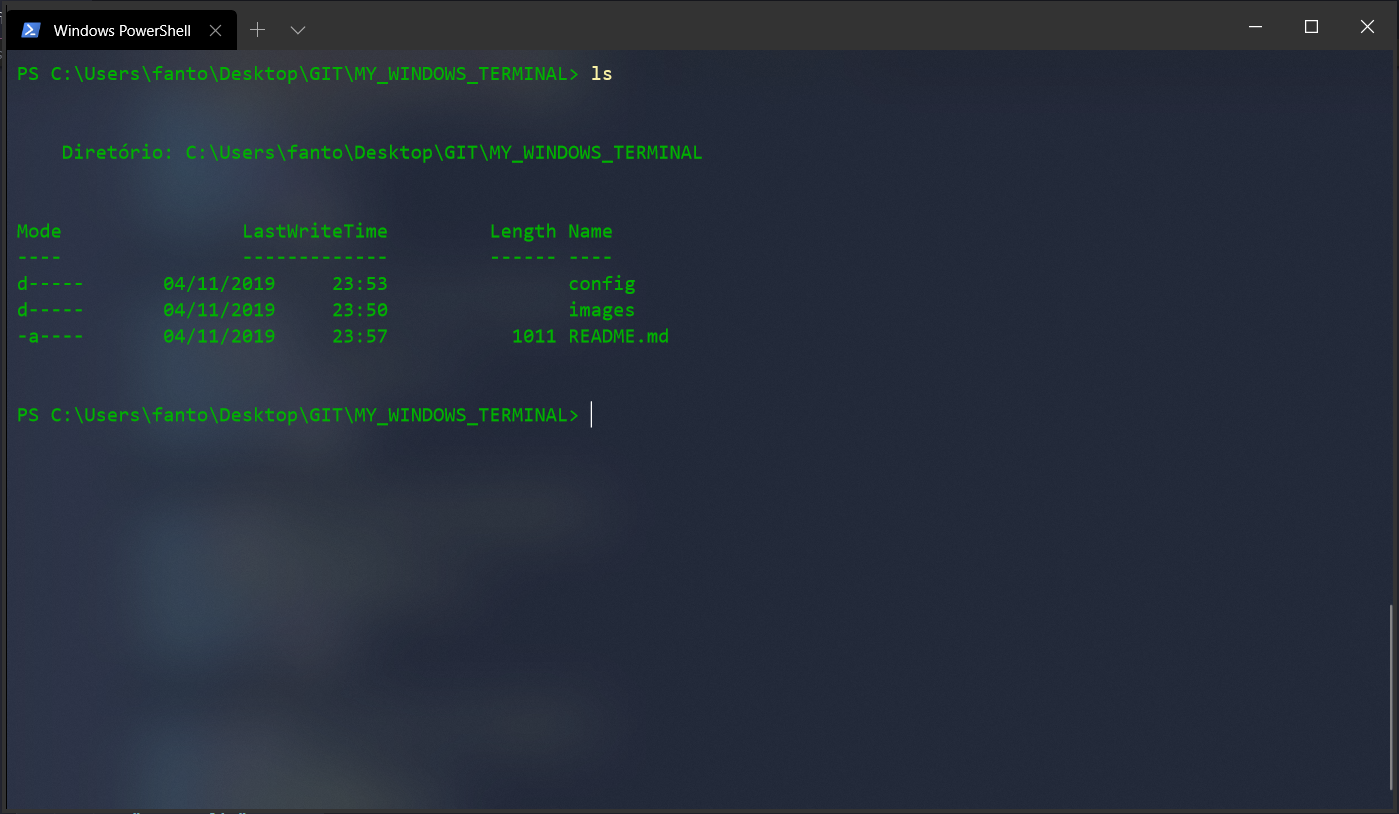 Windows PowerShell
PS C:\Users\fanto\Desktop\GIT\MY_WINDOWS_TERMINAL> ls
Diretório: C:\Users\fanto\Desktop\GIT\MY_WINDOWS_TERMINAL
Mode LastWriteTime Length Name
---- ------------- ------ ----
d----- 04/11/2019 23:53 config
d----- 04/11/2019 23:50 images
-a---- 04/11/2019 23:57 1011 README.md
PS C:\Users\fanto\Desktop\GIT\MY_WINDOWS_TERMINAL>